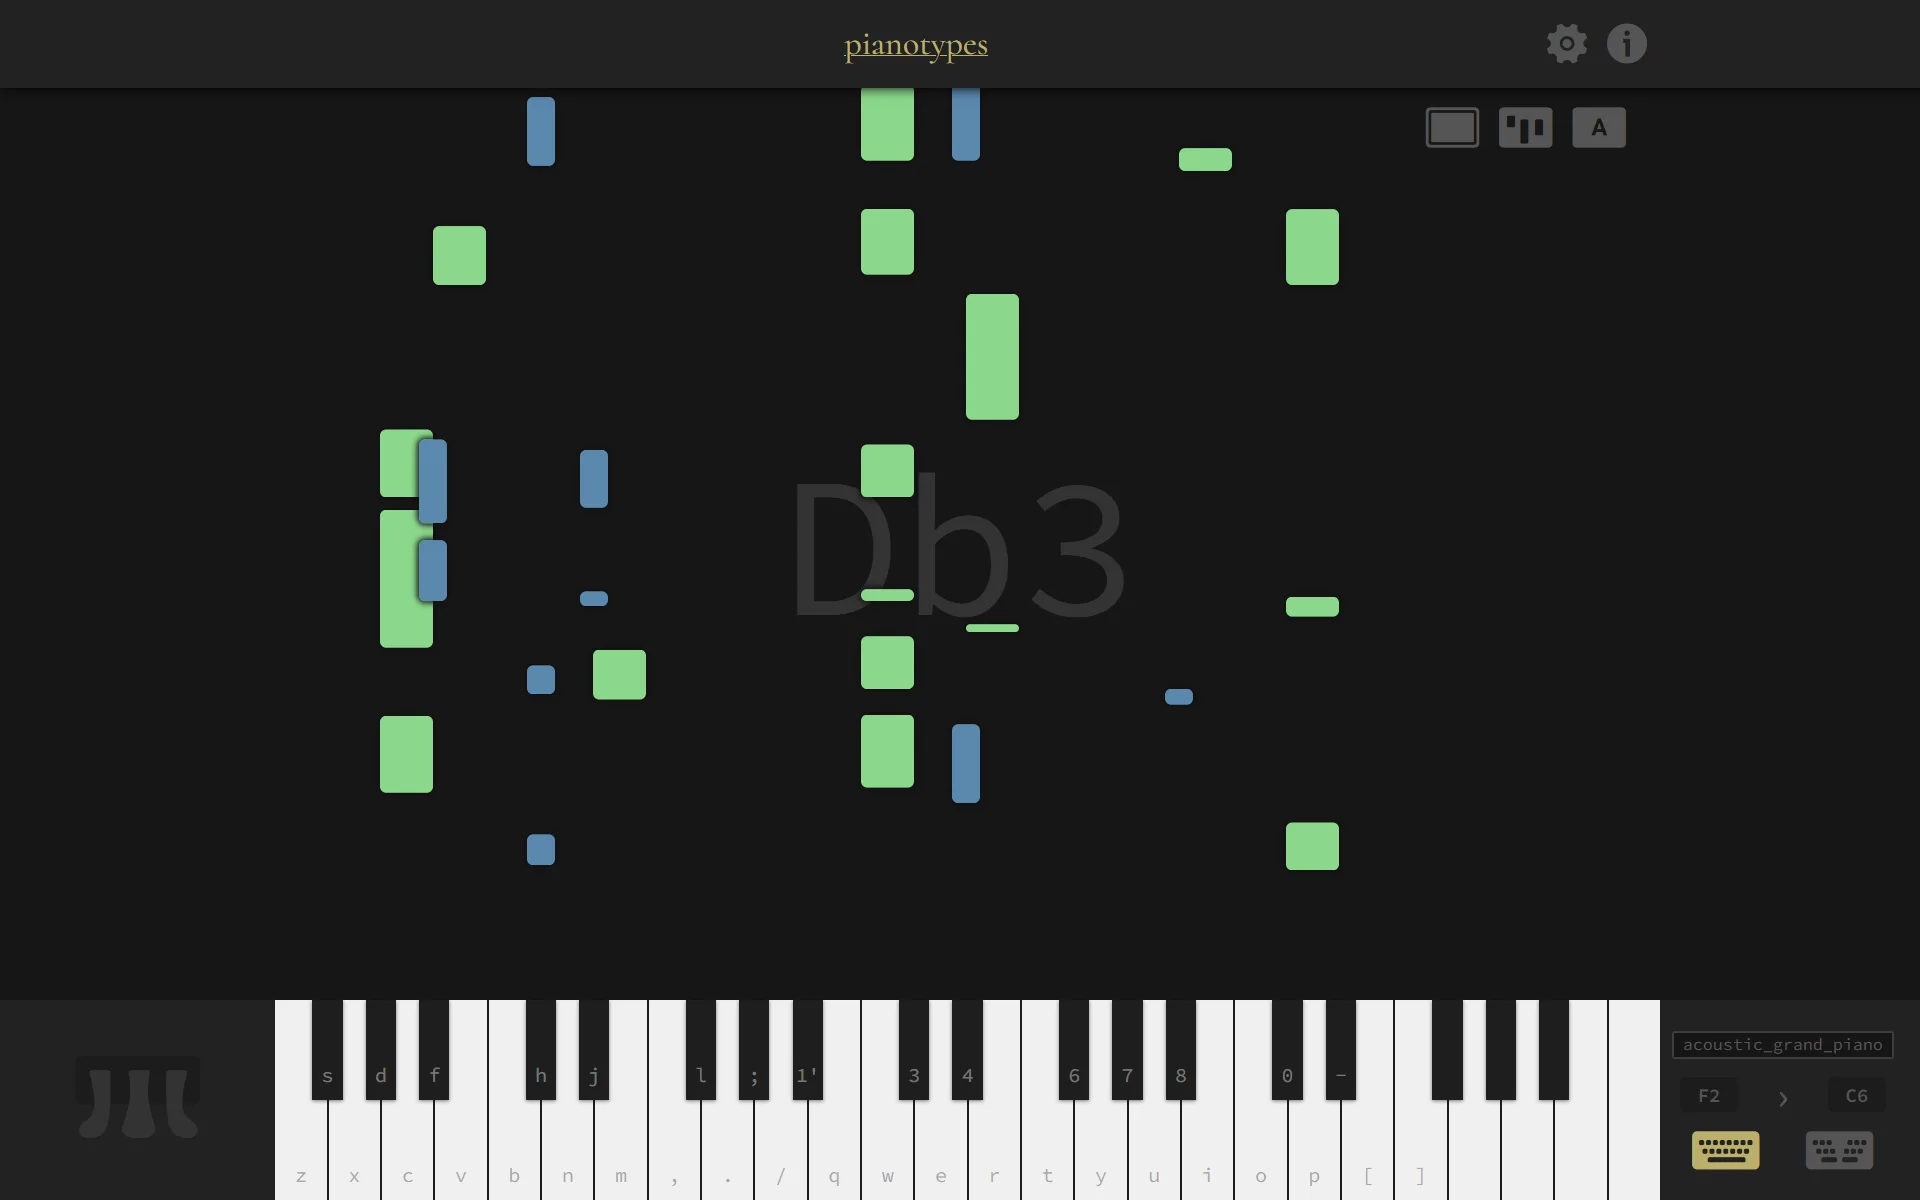 pianotypes
A
Db3
s d f h j l ; 1' 3 4 6 7 8 0 -
z x c v b n m , . / q w e r t y u i o p [ ]
acoustic_grand_piano
F2 › C6